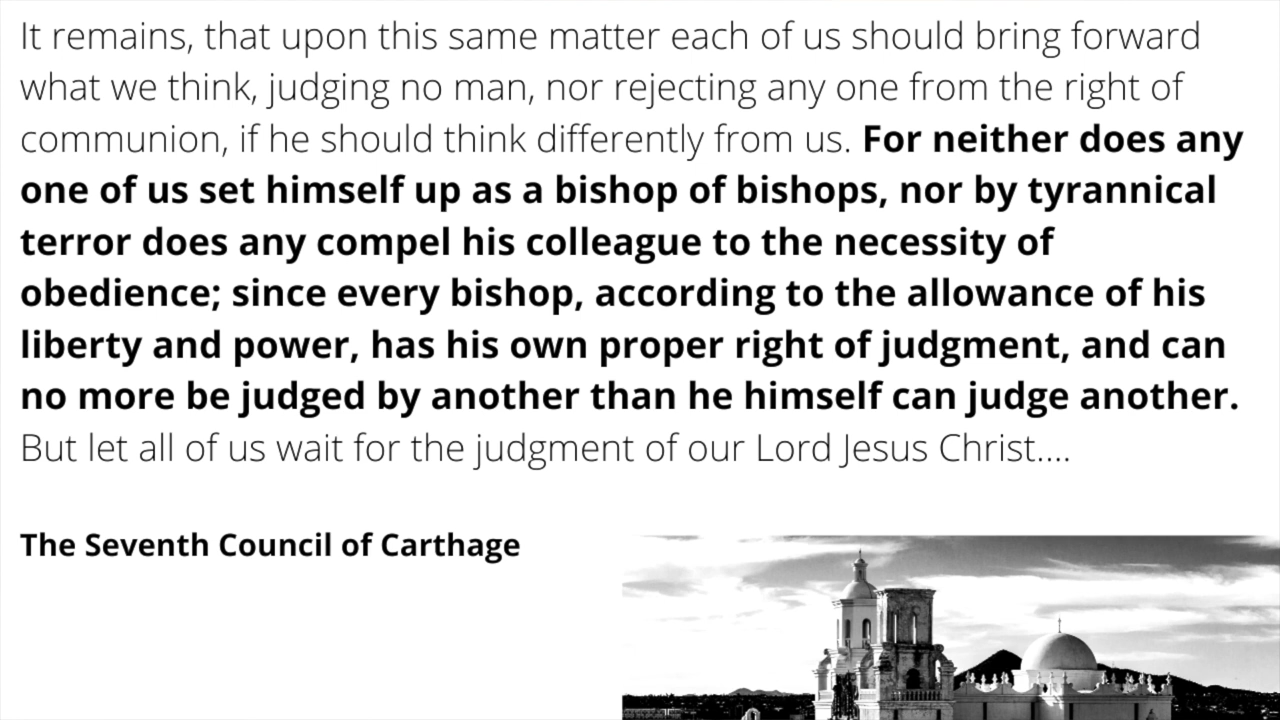 It remains, that upon this same matter each of us should bring forward
what we think, judging no man, nor rejecting any one from the right of
communion, if he should think differently from us. For neither does any
one of us set himself up as a bishop of bishops, nor by tyrannical
terror does any compel his colleague to the necessity of
obedience; since every bishop, according to the allowance of his
liberty and power, has his own proper right of judgment, and can
no more be judged by another than he himself can judge another.
But let all of us wait for the judgment of our Lord Jesus Christ....
The Seventh Council of Carthage